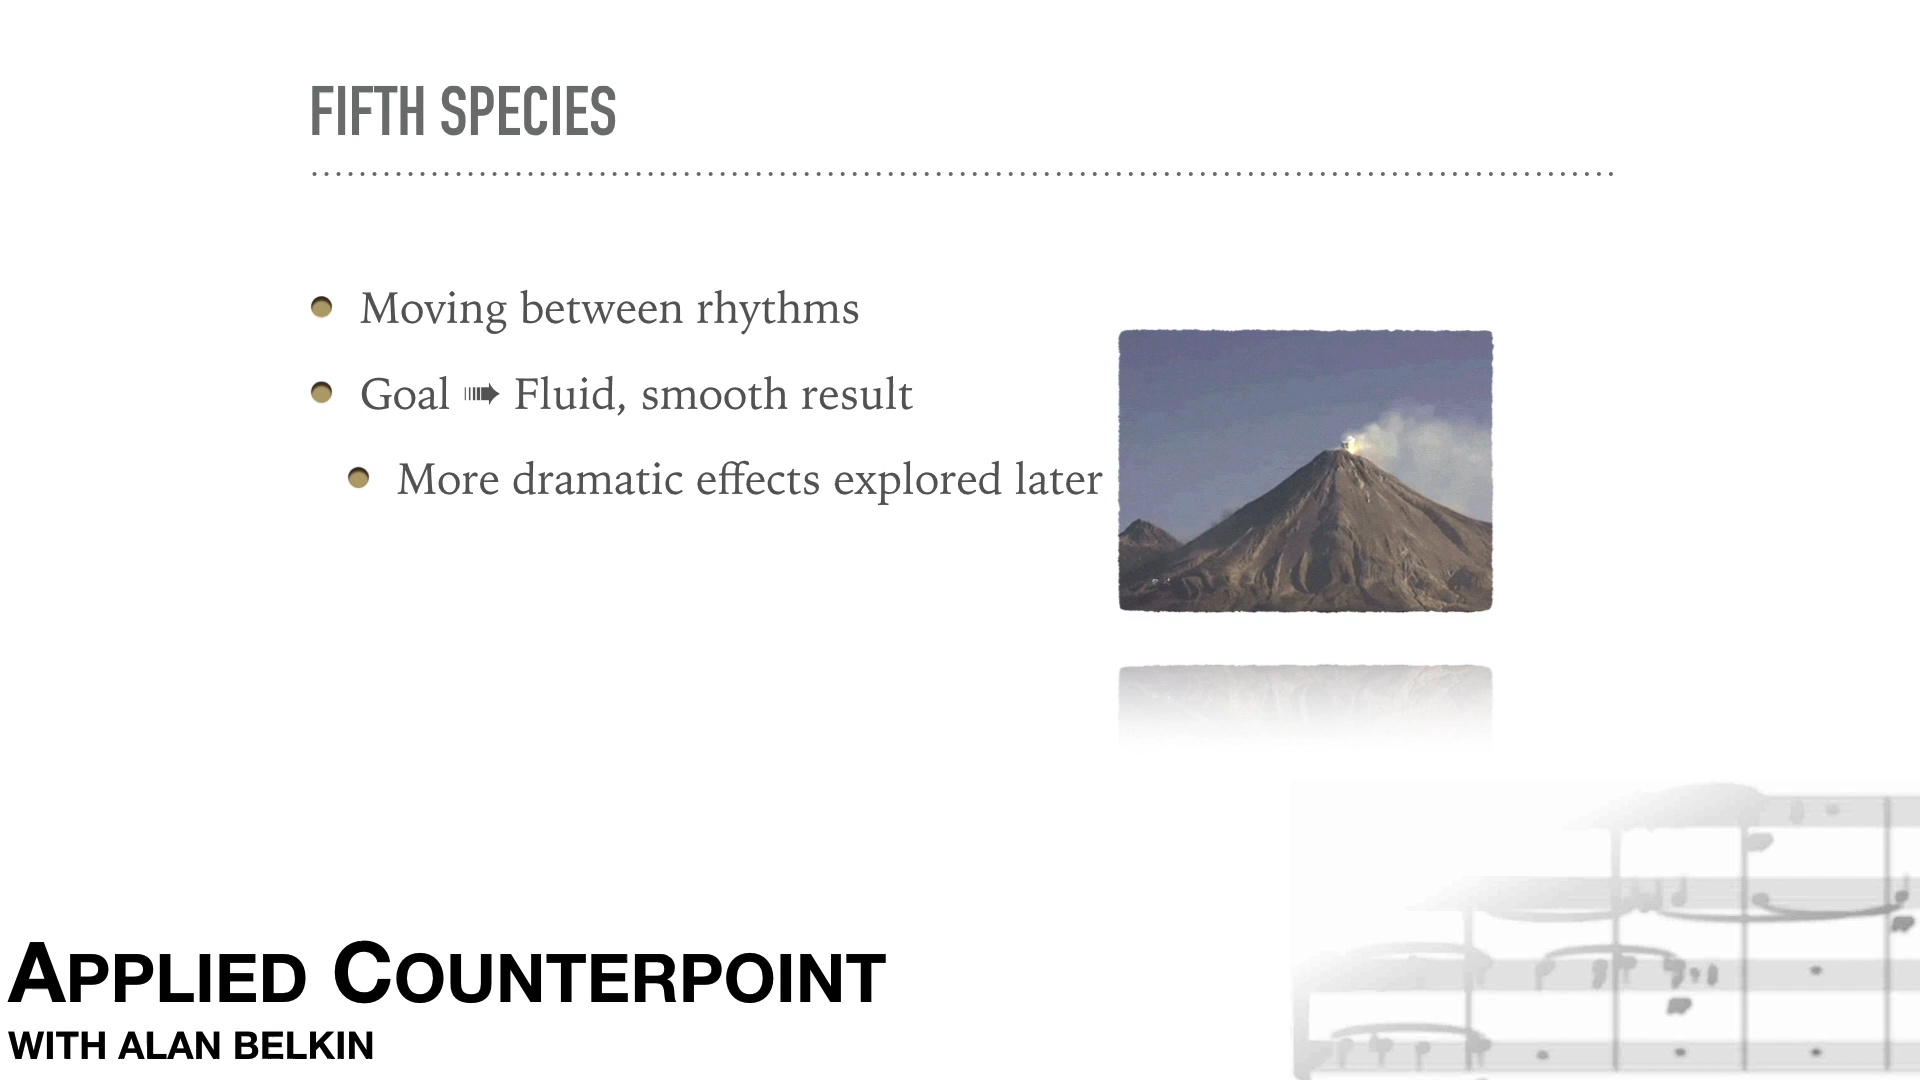 FIFTH SPECIES
Moving between rhythms
Goal ➠ Fluid, smooth result
More dramatic effects explored later
APPLIED COUNTERPOINT
WITH ALAN BELKIN